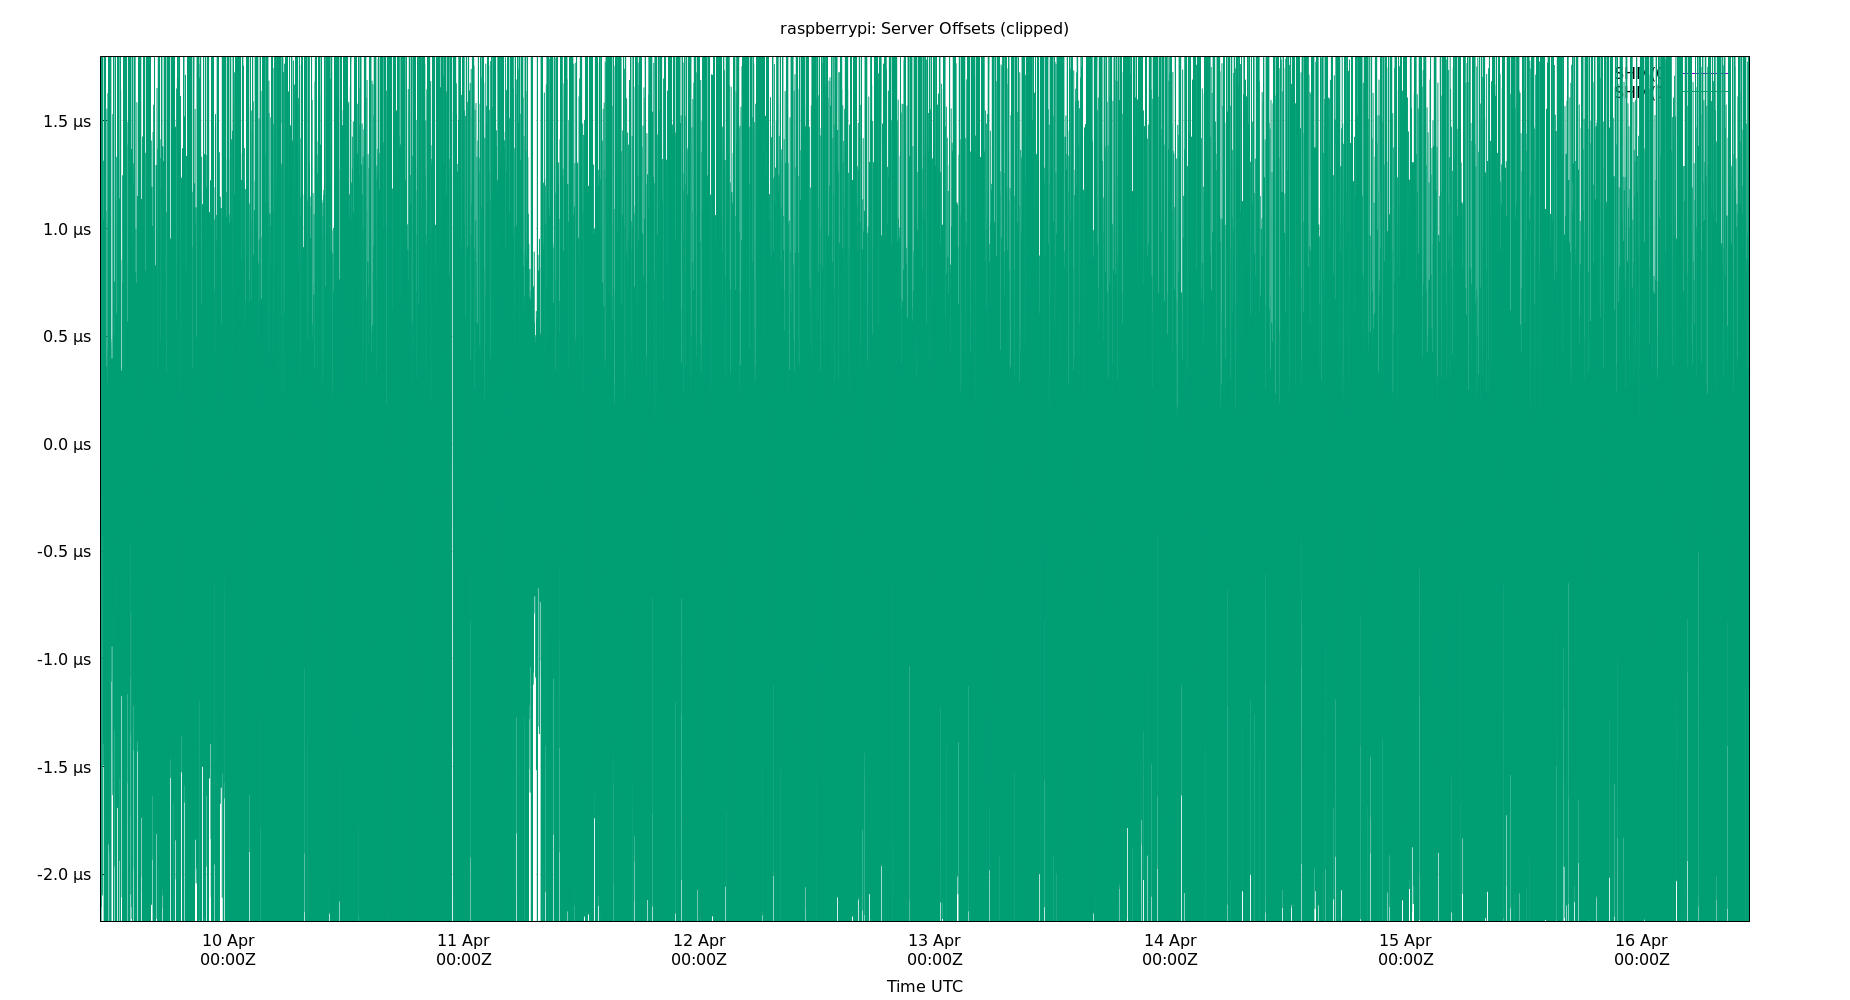 raspberrypi: Server Offsets (clipped)
1.5 µs
1.0 µs
0.5 µs
0.0 µs
-0.5 µs
-1.0 µs
-1.5 µs
-2.0 µs
10 Apr 11 Apr 12 Apr 13 Apr 14 Apr 15 Apr 16 Apr
00:00Z 00:00Z 00:00Z 00:00Z 00:00Z 00:00Z 00:00Z
Time UTC